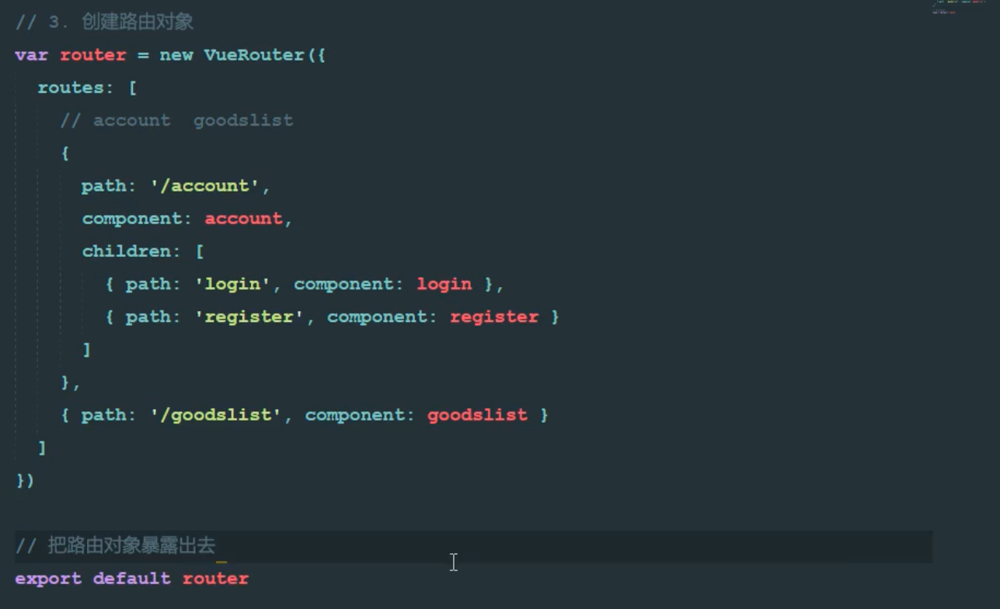 // 3. 创建路由对象
var router = new VueRouter({
routes: [
// account  goodslist
{
path: '/account',
component: account,
children: [
{ path: 'login', component: login },
{ path: 'register', component: register }
]
},
{ path: '/goodslist', component: goodslist }
]
})
// 把路由对象暴露出去
export default router